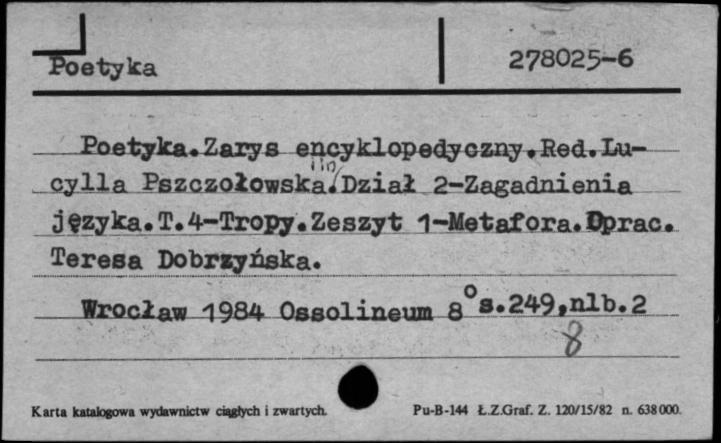 Poetyka
278025-6
Poetyka.Zarys encyklopedyczny.Red.Lu-
cylla Pszczołowska.Dział 2-Zagadnienia
języka.T.4-Tropy.Zeszyt 1-Metafora.Oprac.
Teresa Dobrzyńska.
Wrocław 1984 Ossolineum 8° s.249,nlb.2
8
Karta katalogowa wydawnictw ciągłych i zwartych.
Pu-B-144 Ł.Z.Graf. Z. 120/15/82 n. 638000.